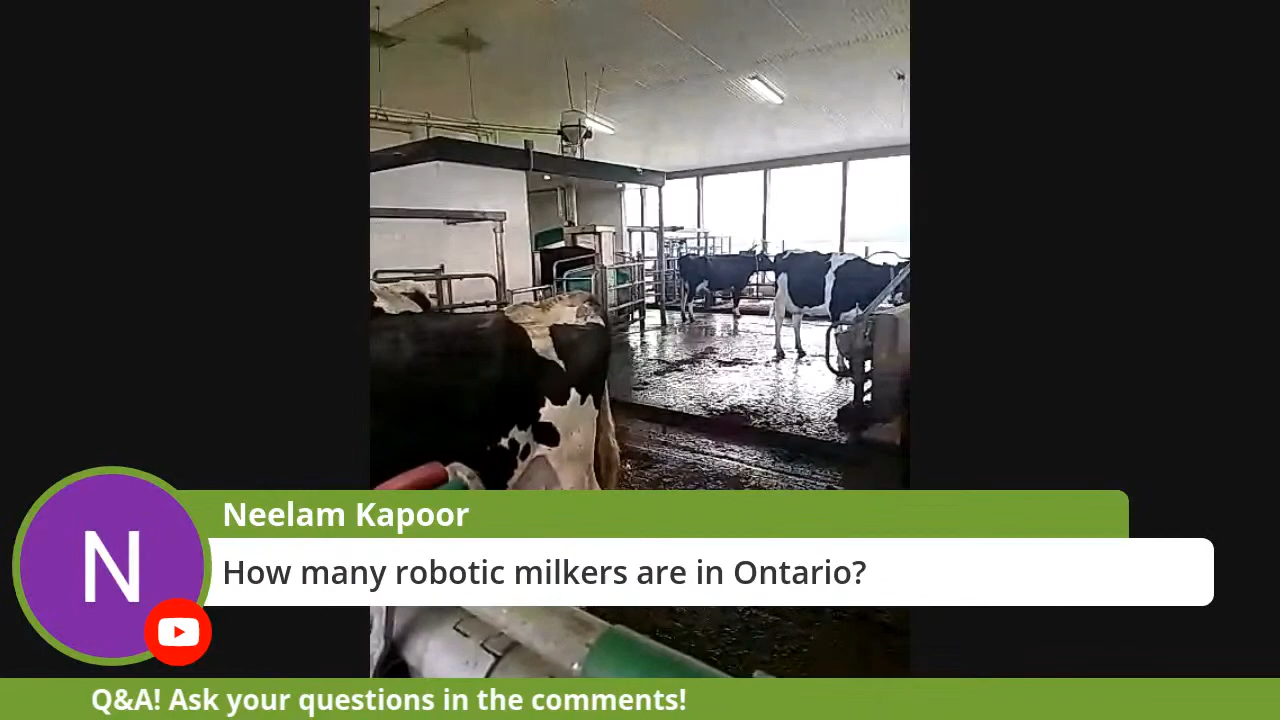 Neelam Kapoor
N
How many robotic milkers are in Ontario?
Q&A! Ask your questions in the comments!